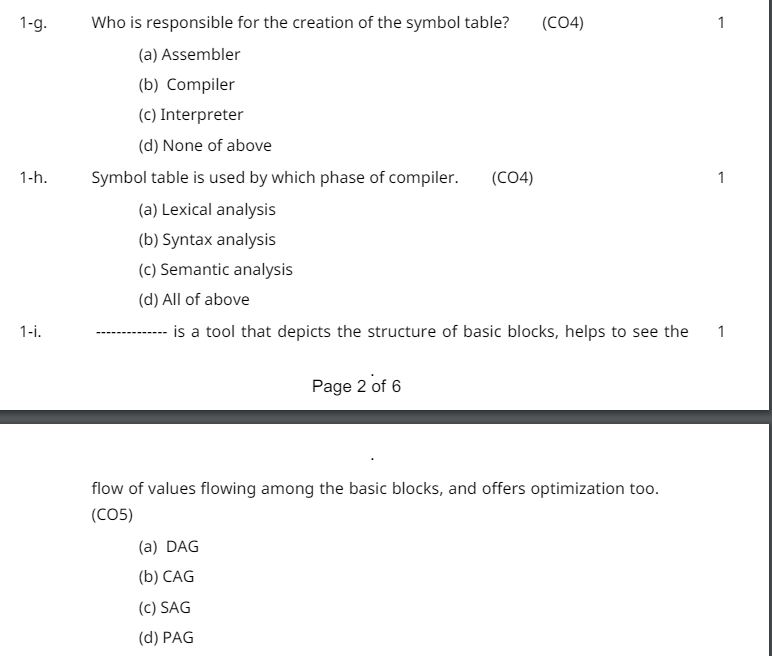 1-g. Who is responsible for the creation of the symbol table? (CO4) 1
(a) Assembler
(b) Compiler
(c) Interpreter
(d) None of above
1-h. Symbol table is used by which phase of compiler. (CO4) 1
(a) Lexical analysis
(b) Syntax analysis
(c) Semantic analysis
(d) All of above
1-i. -------------- is a tool that depicts the structure of basic blocks, helps to see the 1
.
Page 2 of 6
.
flow of values flowing among the basic blocks, and offers optimization too.
(CO5)
(a) DAG
(b) CAG
(c) SAG
(d) PAG